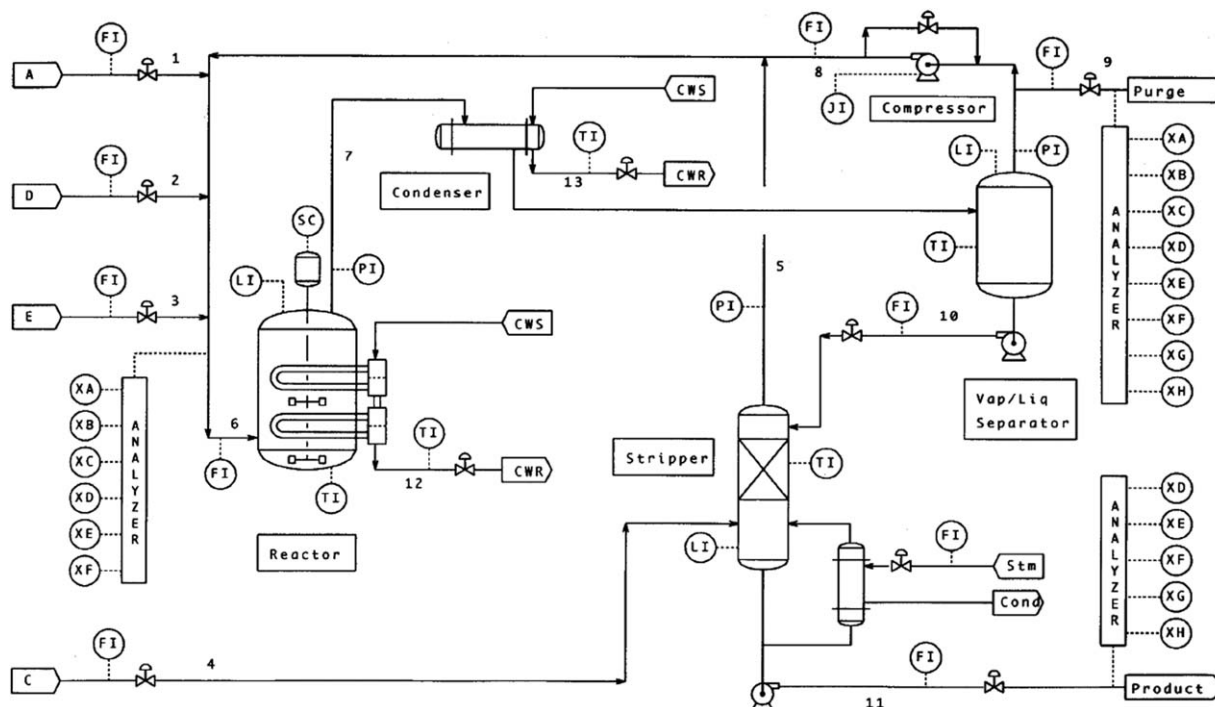 FI
FI
FI
9
A
1
8
Purge
CWS
JI
Compressor
XA
7
TI
LI
PI
XB
FI
13
CWR
D
2
Condenser
XC
SC
ANALYZER
XD
TI
FI
LI
PI
5
XE
E
3
CWS
PI
FI
10
XF
XG
XA
XH
XB
ANALYZER
Vap/Liq
Separator
6
TI
XC
FI
Stripper
TI
12
CWR
XD
TI
XD
XE
Reactor
LI
FI
XE
XF
Stm
ANALYZER
XF
Cond
XG
XH
FI
4
FI
C
Product
11